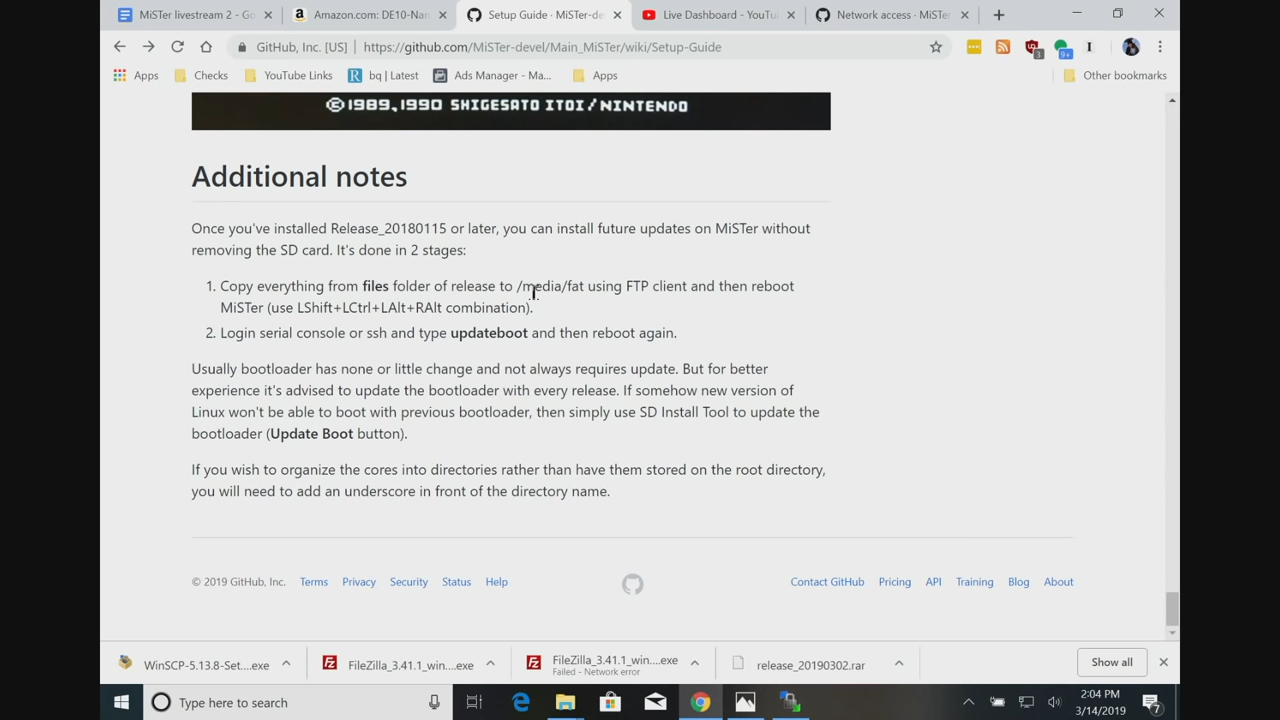 MiSTer livestream 2 - Go
Amazon.com: DE10-Nan
Setup Guide · MiSTer-de
Live Dashboard - YouTu
Network access · MiSTe
GitHub, Inc. [US]
https://github.com/MiSTer-devel/Main_MiSTer/wiki/Setup-Guide
3
9+
Apps
Checks
YouTube Links
bq | Latest
Ads Manager - Ma...
Apps
Other bookmarks
©1989,1990 SHIGESATO ITOI/NINTENDO
Additional notes
Once you've installed Release_20180115 or later, you can install future updates on MiSTer without
removing the SD card. It's done in 2 stages:
1. Copy everything from files folder of release to /media/fat using FTP client and then reboot
MiSTer (use LShift+LCtrl+LAlt+RAlt combination).
2. Login serial console or ssh and type updateboot and then reboot again.
Usually bootloader has none or little change and not always requires update. But for better
experience it's advised to update the bootloader with every release. If somehow new version of
Linux won't be able to boot with previous bootloader, then simply use SD Install Tool to update the
bootloader (Update Boot button).
If you wish to organize the cores into directories rather than have them stored on the root directory,
you will need to add an underscore in front of the directory name.
© 2019 GitHub, Inc.
Terms
Privacy
Security
Status
Help
Contact GitHub
Pricing
API
Training
Blog
About
WinSCP-5.13.8-Set....exe
FileZilla_3.41.1_win....exe
FileZilla_3.41.1_win....exe
Failed - Network error
release_20190302.rar
Show all
Type here to search
2:04 PM
3/14/2019
7